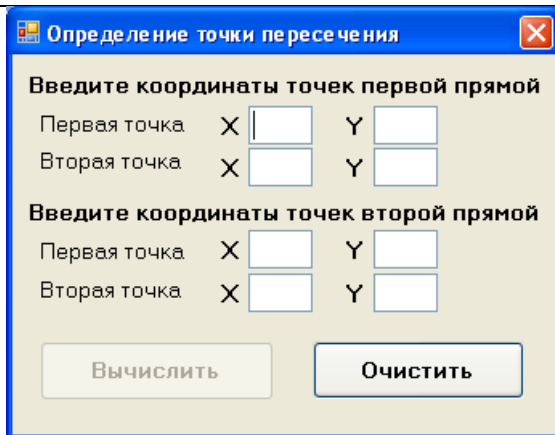 Определение точки пересечения
Введите координаты точек первой прямой
Первая точка X Y
Вторая точка X Y
Введите координаты точек второй прямой
Первая точка X Y
Вторая точка X Y
Вычислить Очистить